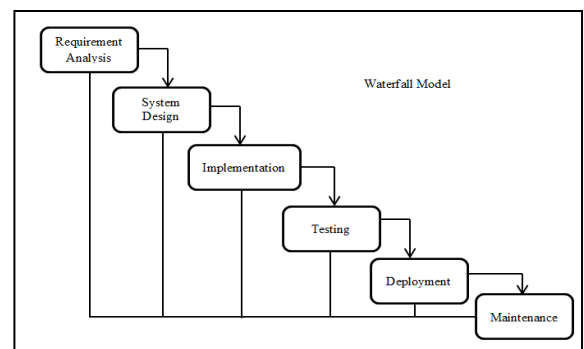 Requirement
Analysis
Waterfall Model
System
Design
Implementation
Testing
Deployment
Maintenance